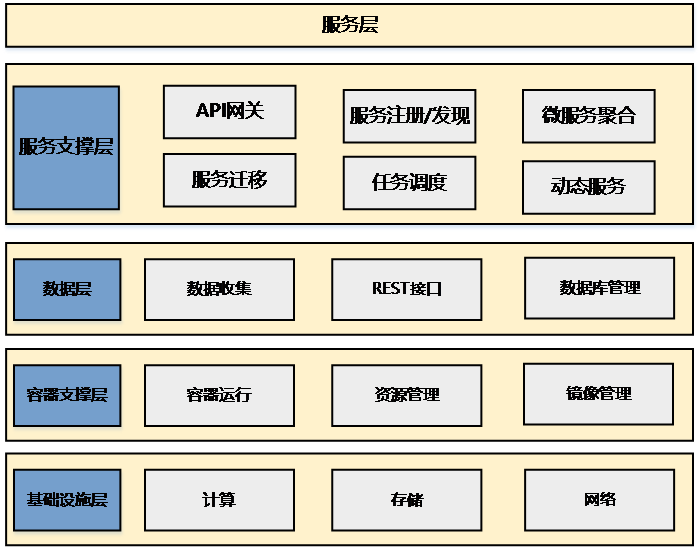 服务层
服务支撑层
API网关
服务注册/发现
微服务聚合
服务迁移
任务调度
动态服务
数据层
数据收集
REST接口
数据库管理
容器支撑层
容器运行
资源管理
镜像管理
基础设施层
计算
存储
网络